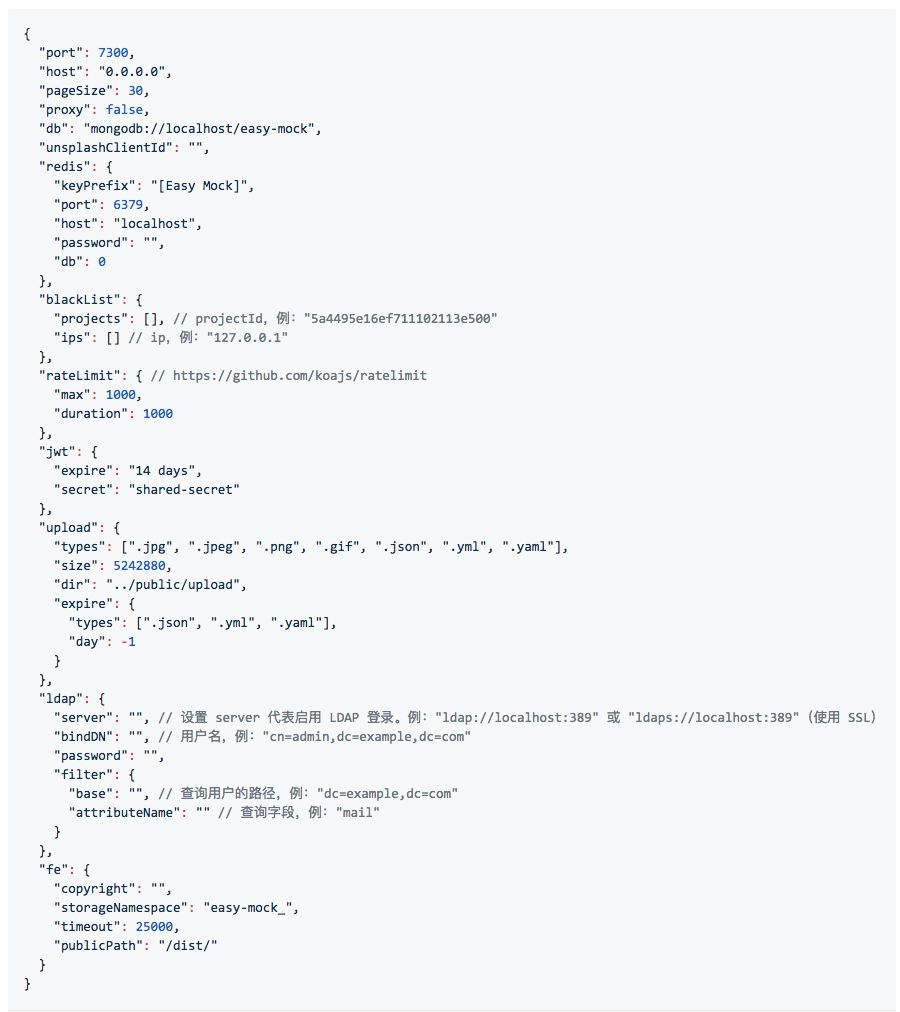 {
  "port": 7300,
  "host": "0.0.0.0",
  "pageSize": 30,
  "proxy": false,
  "db": "mongodb://localhost/easy-mock",
  "unsplashClientId": "",
  "redis": {
    "keyPrefix": "[Easy Mock]",
    "port": 6379,
    "host": "localhost",
    "password": "",
    "db": 0
  },
  "blackList": {
    "projects": [], // projectId，例："5a4495e16ef711102113e500"
    "ips": [] // ip，例："127.0.0.1"
  },
  "rateLimit": { // https://github.com/koajs/ratelimit
    "max": 1000,
    "duration": 1000
  },
  "jwt": {
    "expire": "14 days",
    "secret": "shared-secret"
  },
  "upload": {
    "types": [".jpg", ".jpeg", ".png", ".gif", ".json", ".yml", ".yaml"],
    "size": 5242880,
    "dir": "../public/upload",
    "expire": {
      "types": [".json", ".yml", ".yaml"],
      "day": -1
    }
  },
  "ldap": {
    "server": "", // 设置 server 代表启用 LDAP 登录。例："ldap://localhost:389" 或 "ldaps://localhost:389"（使用 SSL）
    "bindDN": "", // 用户名，例："cn=admin,dc=example,dc=com"
    "password": "",
    "filter": {
      "base": "", // 查询用户的路径，例："dc=example,dc=com"
      "attributeName": "" // 查询字段，例："mail"
    }
  },
  "fe": {
    "copyright": "",
    "storageNamespace": "easy-mock_",
    "timeout": 25000,
    "publicPath": "/dist/"
  }
}